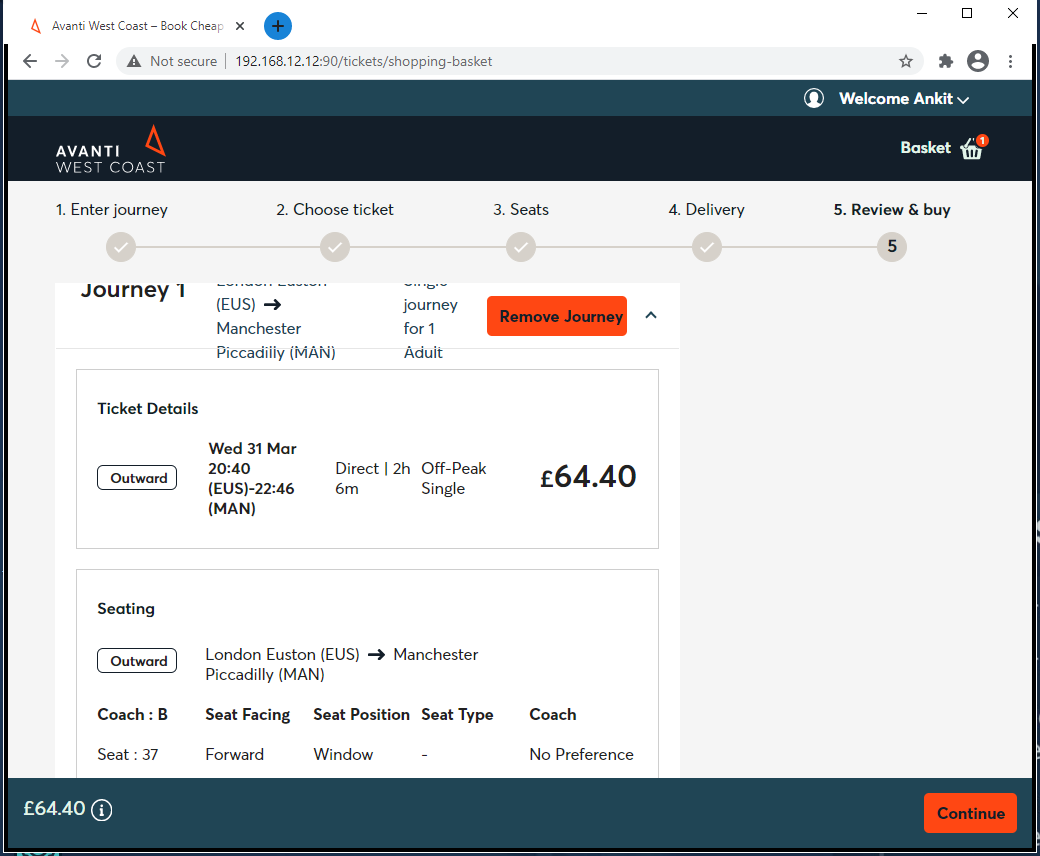 Avanti West Coast – Book Cheap
Not secure | 192.168.12.12:90/tickets/shopping-basket
Welcome Ankit
AVANTI
WEST COAST
Basket 1
1. Enter journey 2. Choose ticket 3. Seats 4. Delivery 5. Review & buy
5
Journey 1
London Euston
(EUS) →
Manchester
Piccadilly (MAN)
Single
journey
for 1
Adult
Remove Journey
Ticket Details
Outward
Wed 31 Mar
20:40
(EUS)-22:46
(MAN)
Direct | 2h
6m
Off-Peak
Single
£64.40
Seating
Outward
London Euston (EUS) → Manchester
Piccadilly (MAN)
Coach : B Seat Facing Seat Position Seat Type Coach
Seat : 37 Forward Window - No Preference
£64.40
Continue